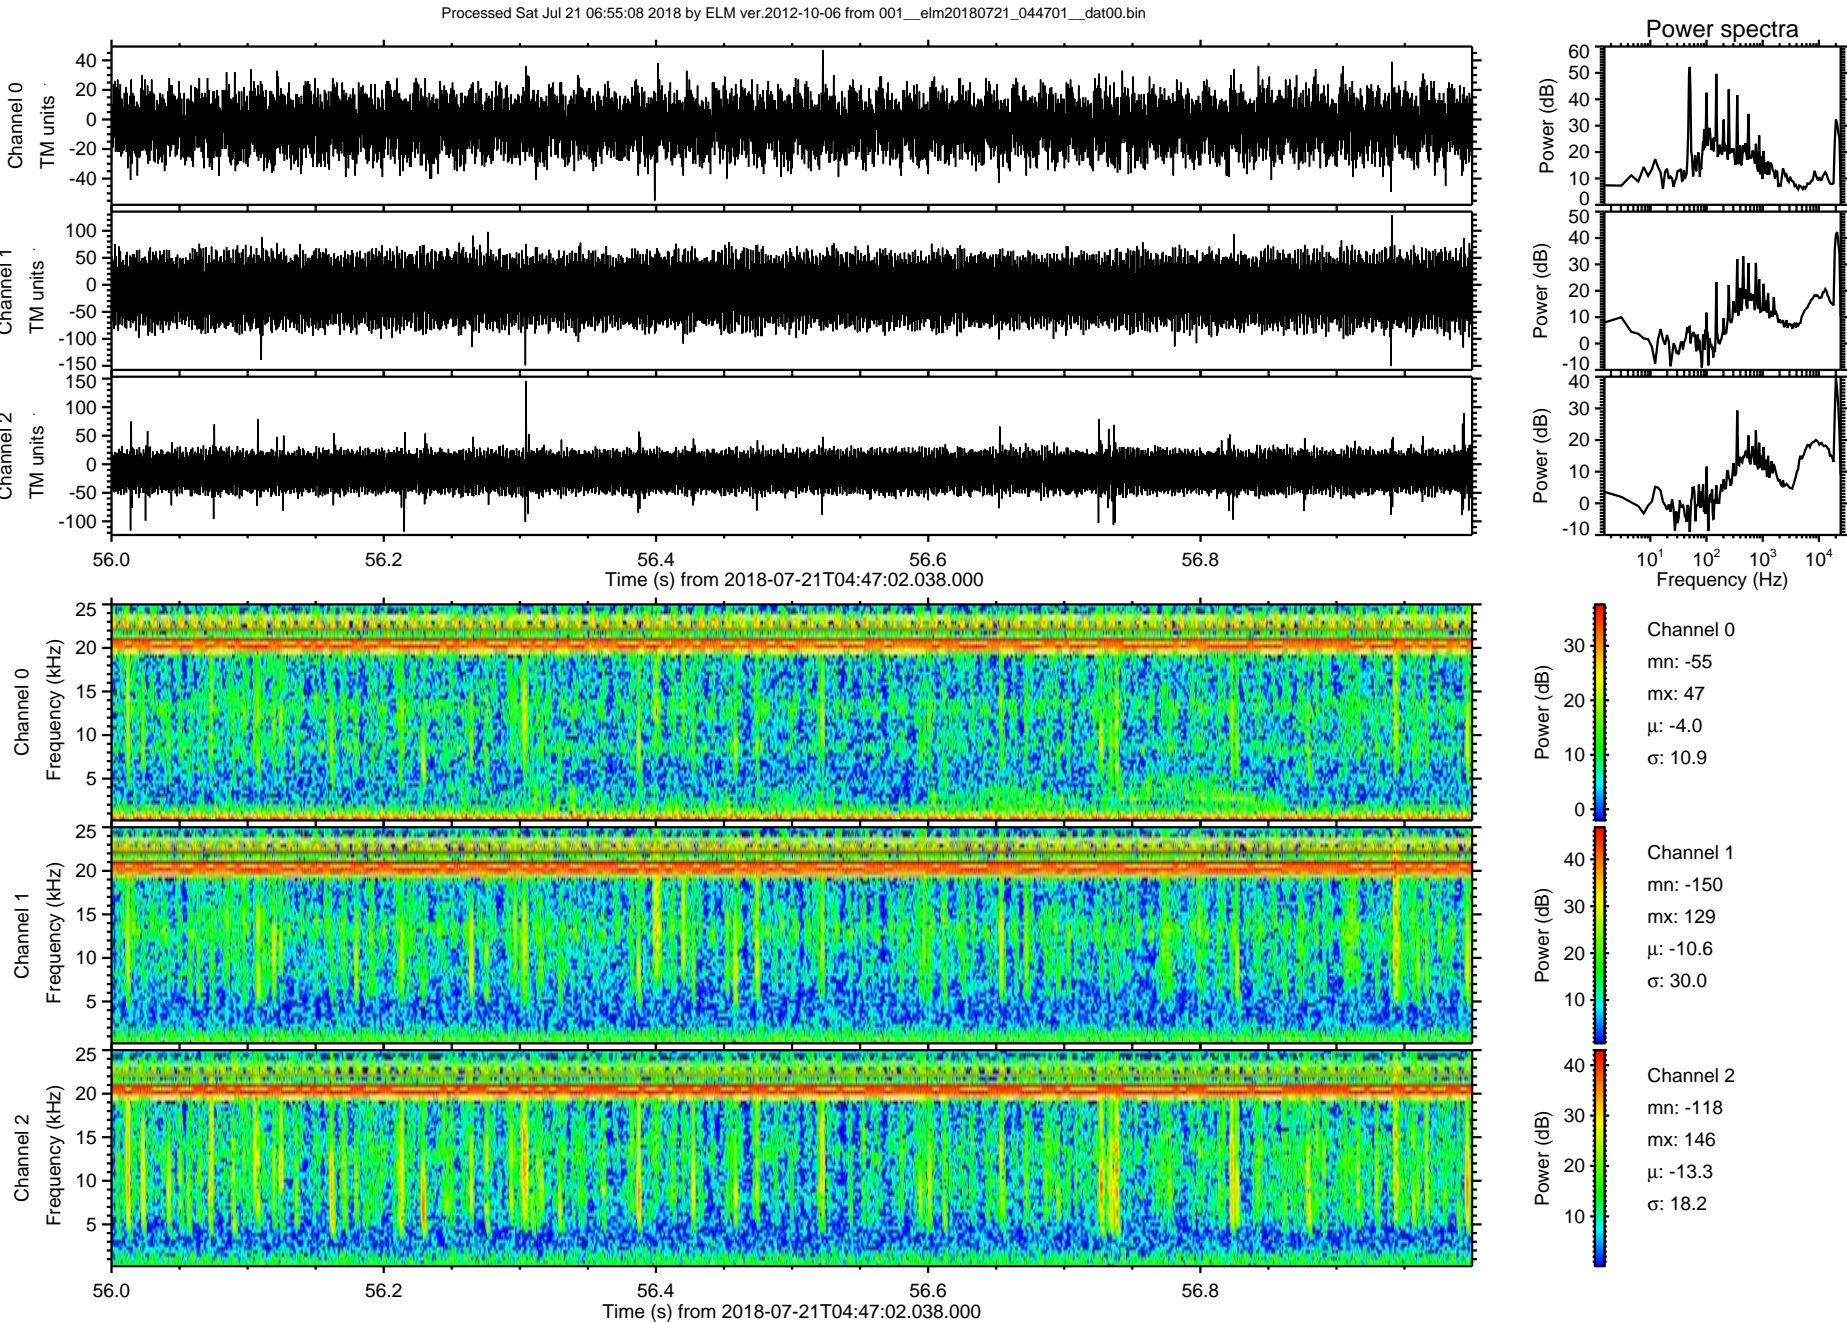 Processed Sat Jul 21 06:55:08 2018 by ELM ver.2012-10-06 from 001__elm20180721_044701__dat00.bin
Power spectra
Channel 0
TM units
40
20
0
-20
-40
Power (dB)
60
50
40
30
20
10
0
Channel 1
TM units
100
50
0
-50
-100
-150
Power (dB)
50
40
30
20
10
0
-10
Channel 2
TM units
150
100
50
0
-50
-100
Power (dB)
40
30
20
10
0
-10
56.0 56.2 56.4 56.6 56.8
Time (s) from 2018-07-21T04:47:02.038.000
10^1 10^2 10^3 10^4
Frequency (Hz)
Channel 0
Frequency (kHz)
25
20
15
10
5
Power (dB)
30
20
10
0
Channel 0
mn: -55
mx: 47
μ: -4.0
σ: 10.9
Channel 1
Frequency (kHz)
25
20
15
10
5
Power (dB)
40
30
20
10
Channel 1
mn: -150
mx: 129
μ: -10.6
σ: 30.0
Channel 2
Frequency (kHz)
25
20
15
10
5
Power (dB)
40
30
20
10
Channel 2
mn: -118
mx: 146
μ: -13.3
σ: 18.2
56.0 56.2 56.4 56.6 56.8
Time (s) from 2018-07-21T04:47:02.038.000